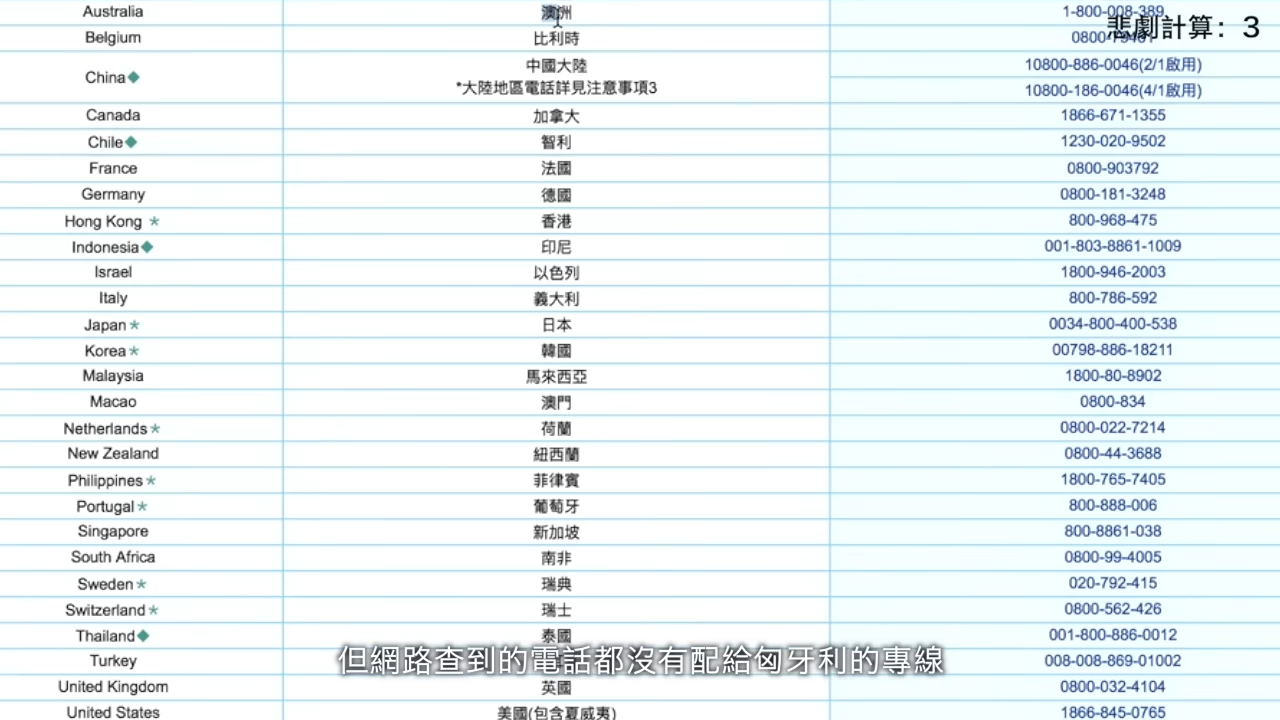 Australia 澳洲 1-800-008-389
悲劇計算：3
Belgium 比利時
China◆ 中國大陸 10800-886-0046(2/1啟用)
*大陸地區電話詳見注意事項3 10800-186-0046(4/1啟用)
Canada 加拿大 1866-671-1355
Chile◆ 智利 1230-020-9502
France 法國 0800-903792
Germany 德國 0800-181-3248
Hong Kong * 香港 800-968-475
Indonesia◆ 印尼 001-803-8861-1009
Israel 以色列 1800-946-2003
Italy 義大利 800-786-592
Japan * 日本 0034-800-400-538
Korea * 韓國 00798-886-18211
Malaysia 馬來西亞 1800-80-8902
Macao 澳門 0800-834
Netherlands * 荷蘭 0800-022-7214
New Zealand 紐西蘭 0800-44-3688
Philippines * 菲律賓 1800-765-7405
Portugal * 葡萄牙 800-888-006
Singapore 新加坡 800-8861-038
South Africa 南非 0800-99-4005
Sweden * 瑞典 020-792-415
Switzerland * 瑞士 0800-562-426
Thailand◆ 泰國 001-800-886-0012
Turkey 008-008-869-01002
但網路查到的電話都沒有配給匈牙利的專線
United Kingdom 英國 0800-032-4104
United States 美國(包含夏威夷) 1866-845-0765